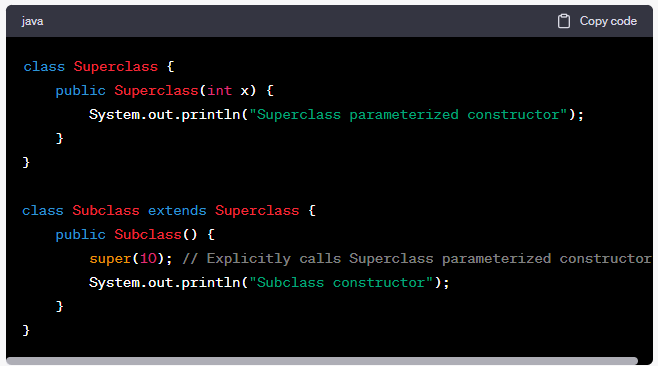 java Copy code
class Superclass {
    public Superclass(int x) {
        System.out.println("Superclass parameterized constructor");
    }
}
class Subclass extends Superclass {
    public Subclass() {
        super(10); // Explicitly calls Superclass parameterized constructor
        System.out.println("Subclass constructor");
    }
}